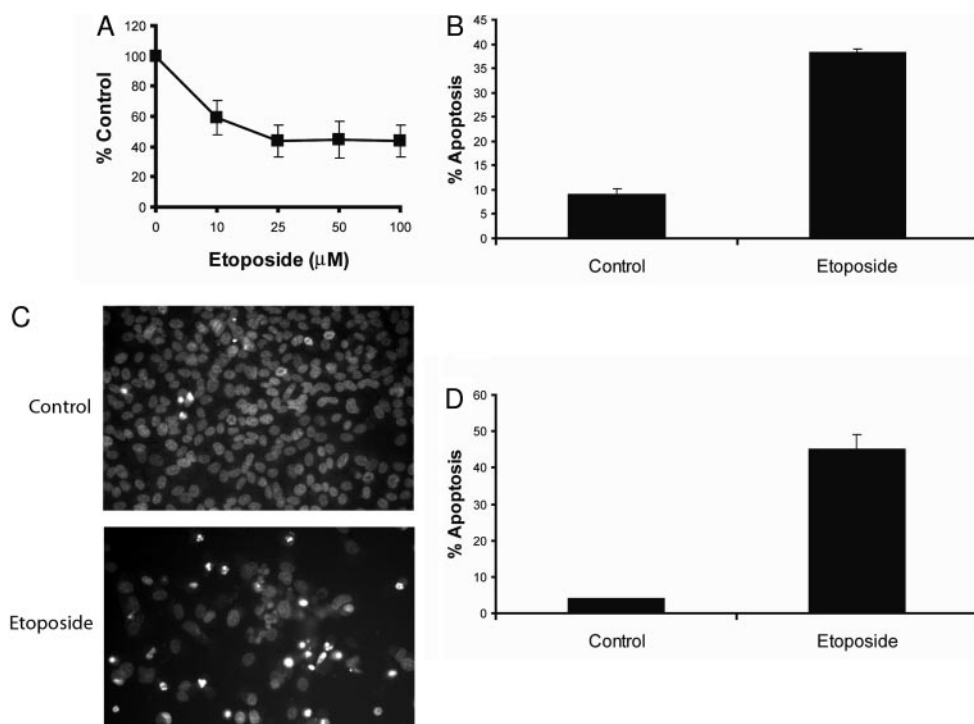 A
120
100
80
60
40
20
0
% Control
0 10 25 50 100
Etoposide (μM)
B
45
40
35
30
25
20
15
10
5
0
% Apoptosis
Control Etoposide
C
Control
Etoposide
D
60
50
40
30
20
10
0
% Apoptosis
Control Etoposide